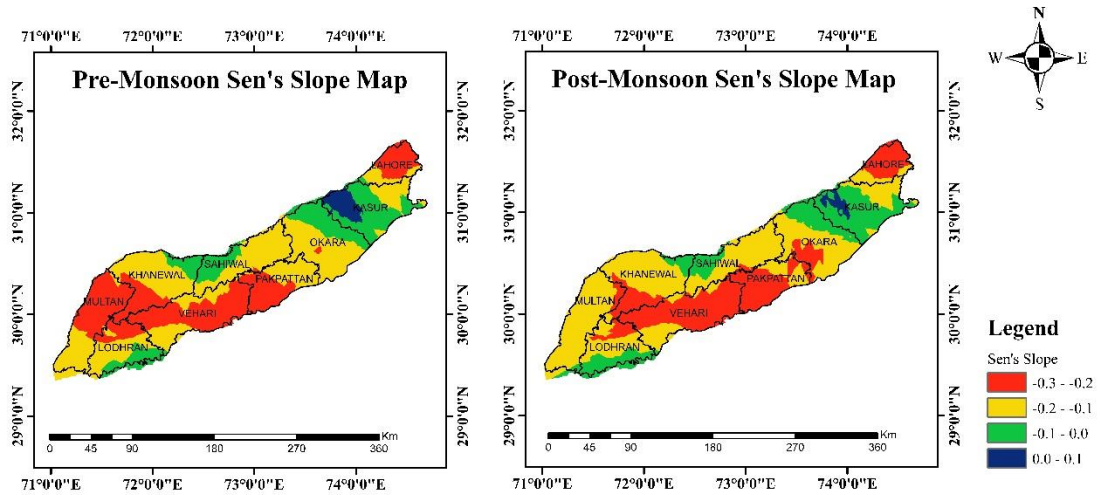 71°0'0"E 72°0'0"E 73°0'0"E 74°0'0"E
Pre-Monsoon Sen's Slope Map
32°0'0"N
31°0'0"N
30°0'0"N
29°0'0"N
32°0'0"N
31°0'0"N
30°0'0"N
29°0'0"N
LAHORE
KASUR
OKARA
SAHIWAL
KHANEWAL
PAKPATTAN
MULTAN
VEHARI
LODHRAN
Km
0 45 90 180 270 360
71°0'0"E 72°0'0"E 73°0'0"E 74°0'0"E
71°0'0"E 72°0'0"E 73°0'0"E 74°0'0"E
Post-Monsoon Sen's Slope Map
32°0'0"N
31°0'0"N
30°0'0"N
29°0'0"N
32°0'0"N
31°0'0"N
30°0'0"N
29°0'0"N
LAHORE
KASUR
OKARA
SAHIWAL
KHANEWAL
PAKPATTAN
MULTAN
VEHARI
LODHRAN
Km
0 45 90 180 270 360
71°0'0"E 72°0'0"E 73°0'0"E 74°0'0"E
N
W E
S
Legend
Sen's Slope
-0.3 - -0.2
-0.2 - -0.1
-0.1 - 0.0
0.0 - 0.1